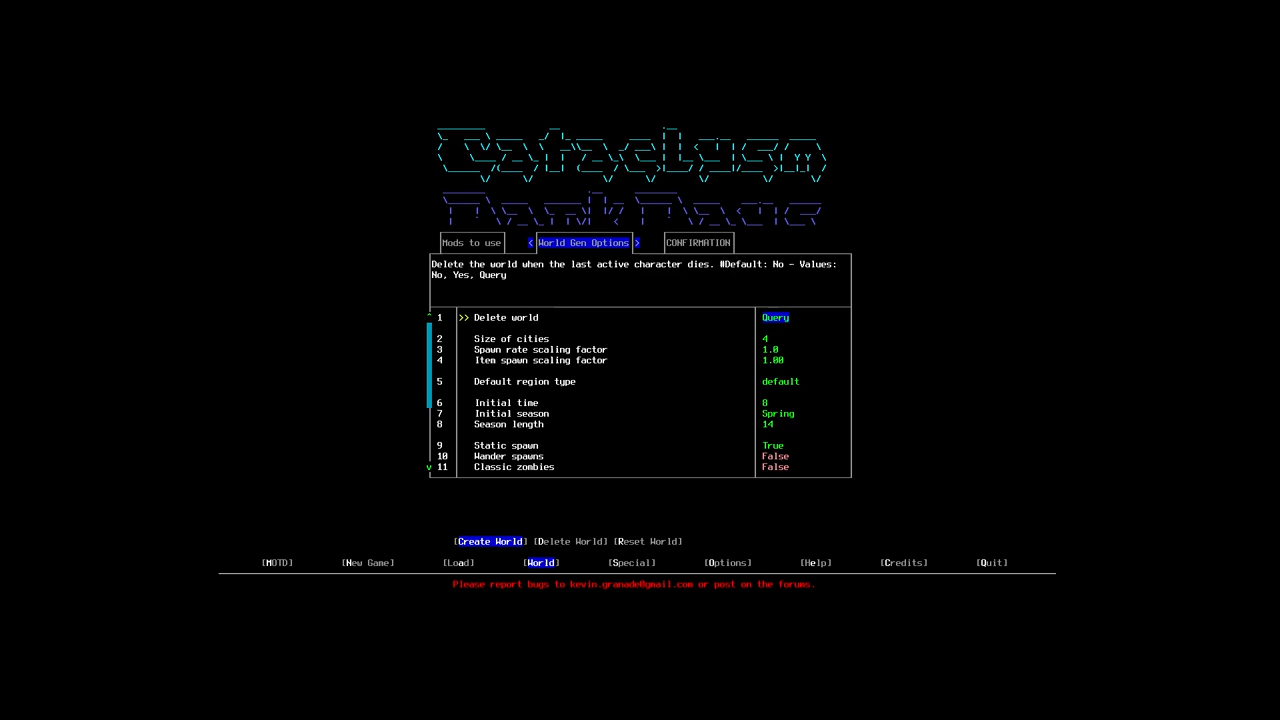 Cataclysm
Dark Days
Mods to use < World Gen Options > CONFIRMATION
Delete the world when the last active character dies. #Default: No - Values:
No, Yes, Query
^ 1 >> Delete world Query
2 Size of cities 4
3 Spawn rate scaling factor 1.0
4 Item spawn scaling factor 1.00
5 Default region type default
6 Initial time 8
7 Initial season Spring
8 Season length 14
9 Static spawn True
10 Wander spawns False
v 11 Classic zombies False
[Create World] [Delete World] [Reset World]
[MOTD] [New Game] [Load] [World] [Special] [Options] [Help] [Credits] [Quit]
Please report bugs to kevin.granade@gmail.com or post on the forums.